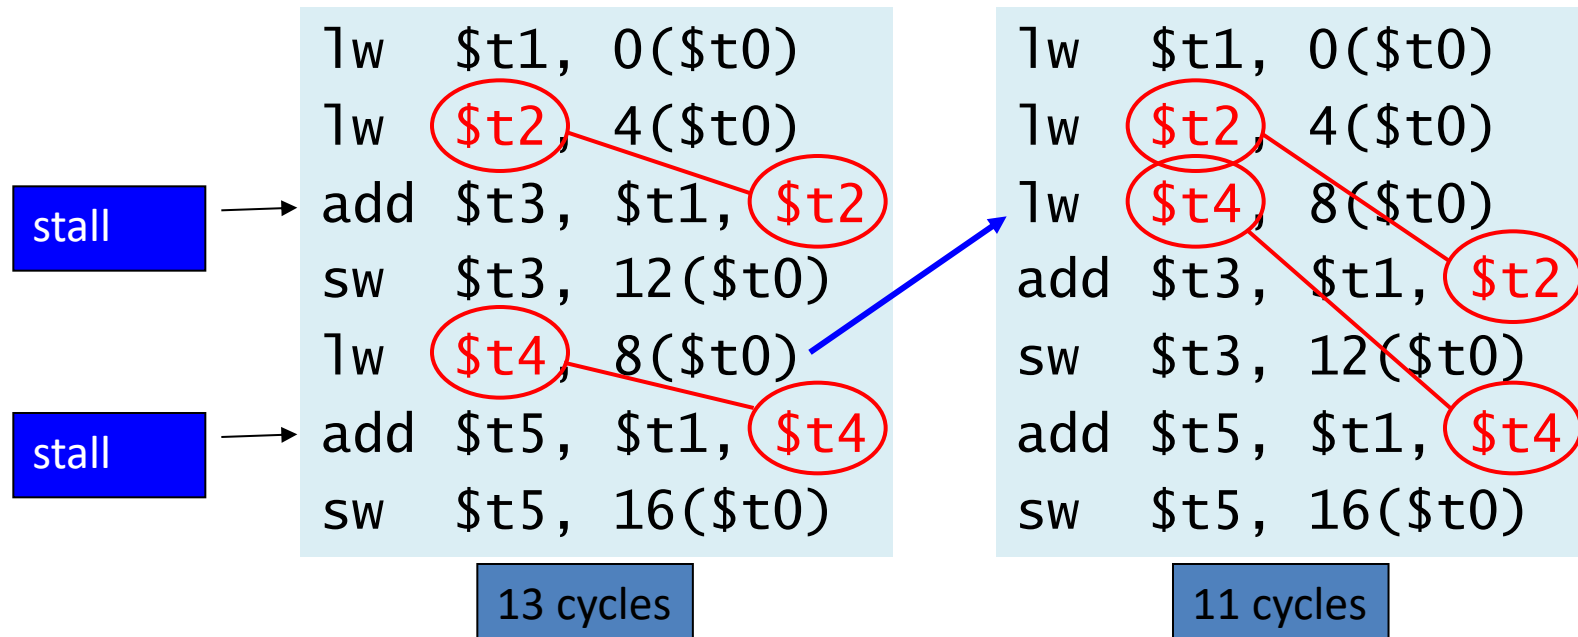 lw $t1, 0($t0)
lw $t2, 4($t0)
stall
add $t3, $t1, $t2
sw $t3, 12($t0)
lw $t4, 8($t0)
stall
add $t5, $t1, $t4
sw $t5, 16($t0)
13 cycles
lw $t1, 0($t0)
lw $t2, 4($t0)
lw $t4, 8($t0)
add $t3, $t1, $t2
sw $t3, 12($t0)
add $t5, $t1, $t4
sw $t5, 16($t0)
11 cycles